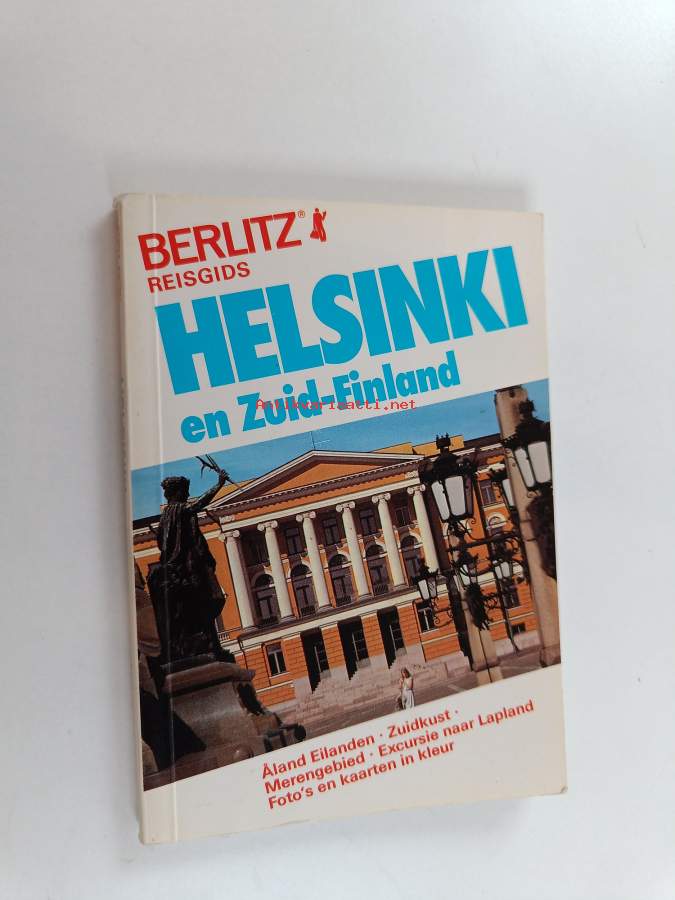 BERLITZ®
REISGIDS
HELSINKI
en Zuid-Finland
Antikvariaatti.net
Åland Eilanden · Zuidkust ·
Merengebied · Excursie naar Lapland
Foto's en kaarten in kleur